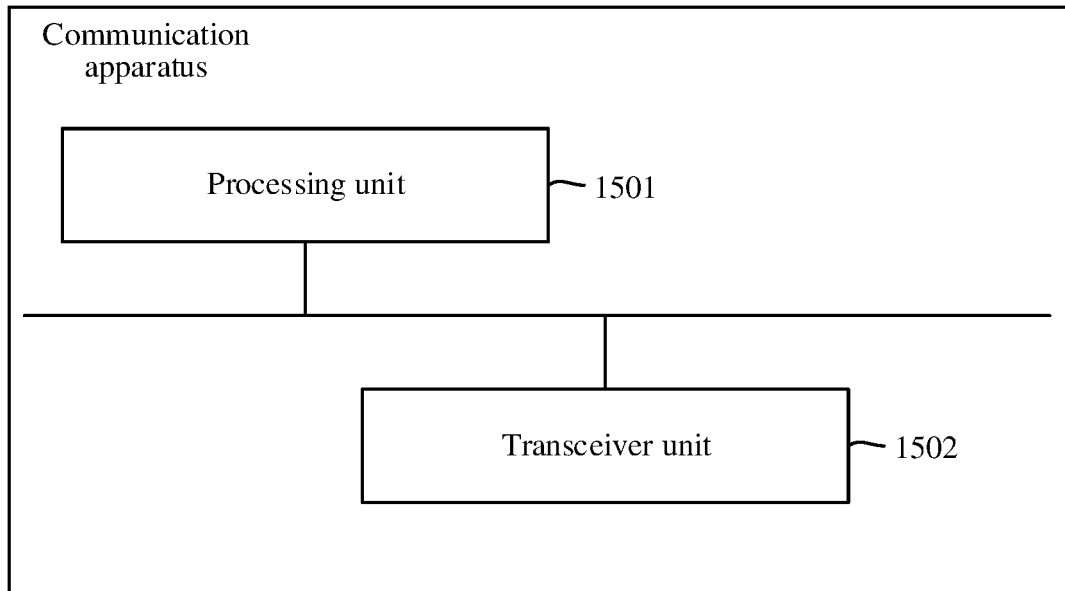 Communication
apparatus
Processing unit
1501
Transceiver unit
1502